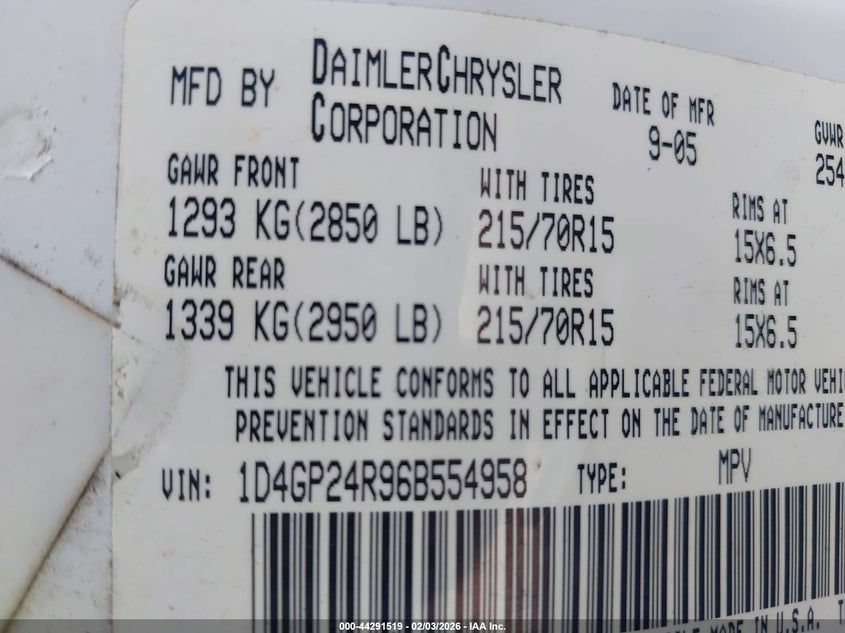 MFD BY DAIMLERCHRYSLER CORPORATION
DATE OF MFR 9-05
GVWR
254
GAWR FRONT WITH TIRES RIMS AT
1293 KG(2850 LB) 215/70R15 15X6.5
GAWR REAR WITH TIRES RIMS AT
1339 KG(2950 LB) 215/70R15 15X6.5
THIS VEHICLE CONFORMS TO ALL APPLICABLE FEDERAL MOTOR VEHI
PREVENTION STANDARDS IN EFFECT ON THE DATE OF MANUFACTURE
VIN: 1D4GP24R96B554958 TYPE: MPV
MADE IN U.S.A.
000-44291519 - 02/03/2026 - IAA Inc.